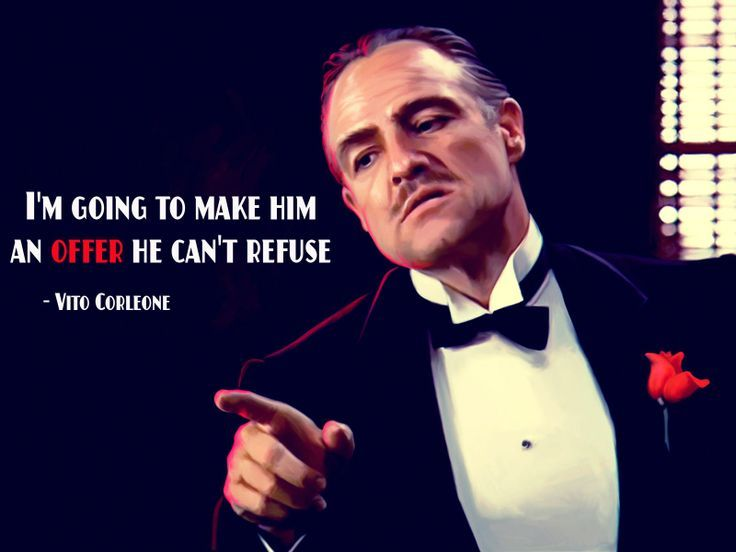 I'M GOING TO MAKE HIM
AN OFFER HE CAN'T REFUSE
- VITO CORLEONE